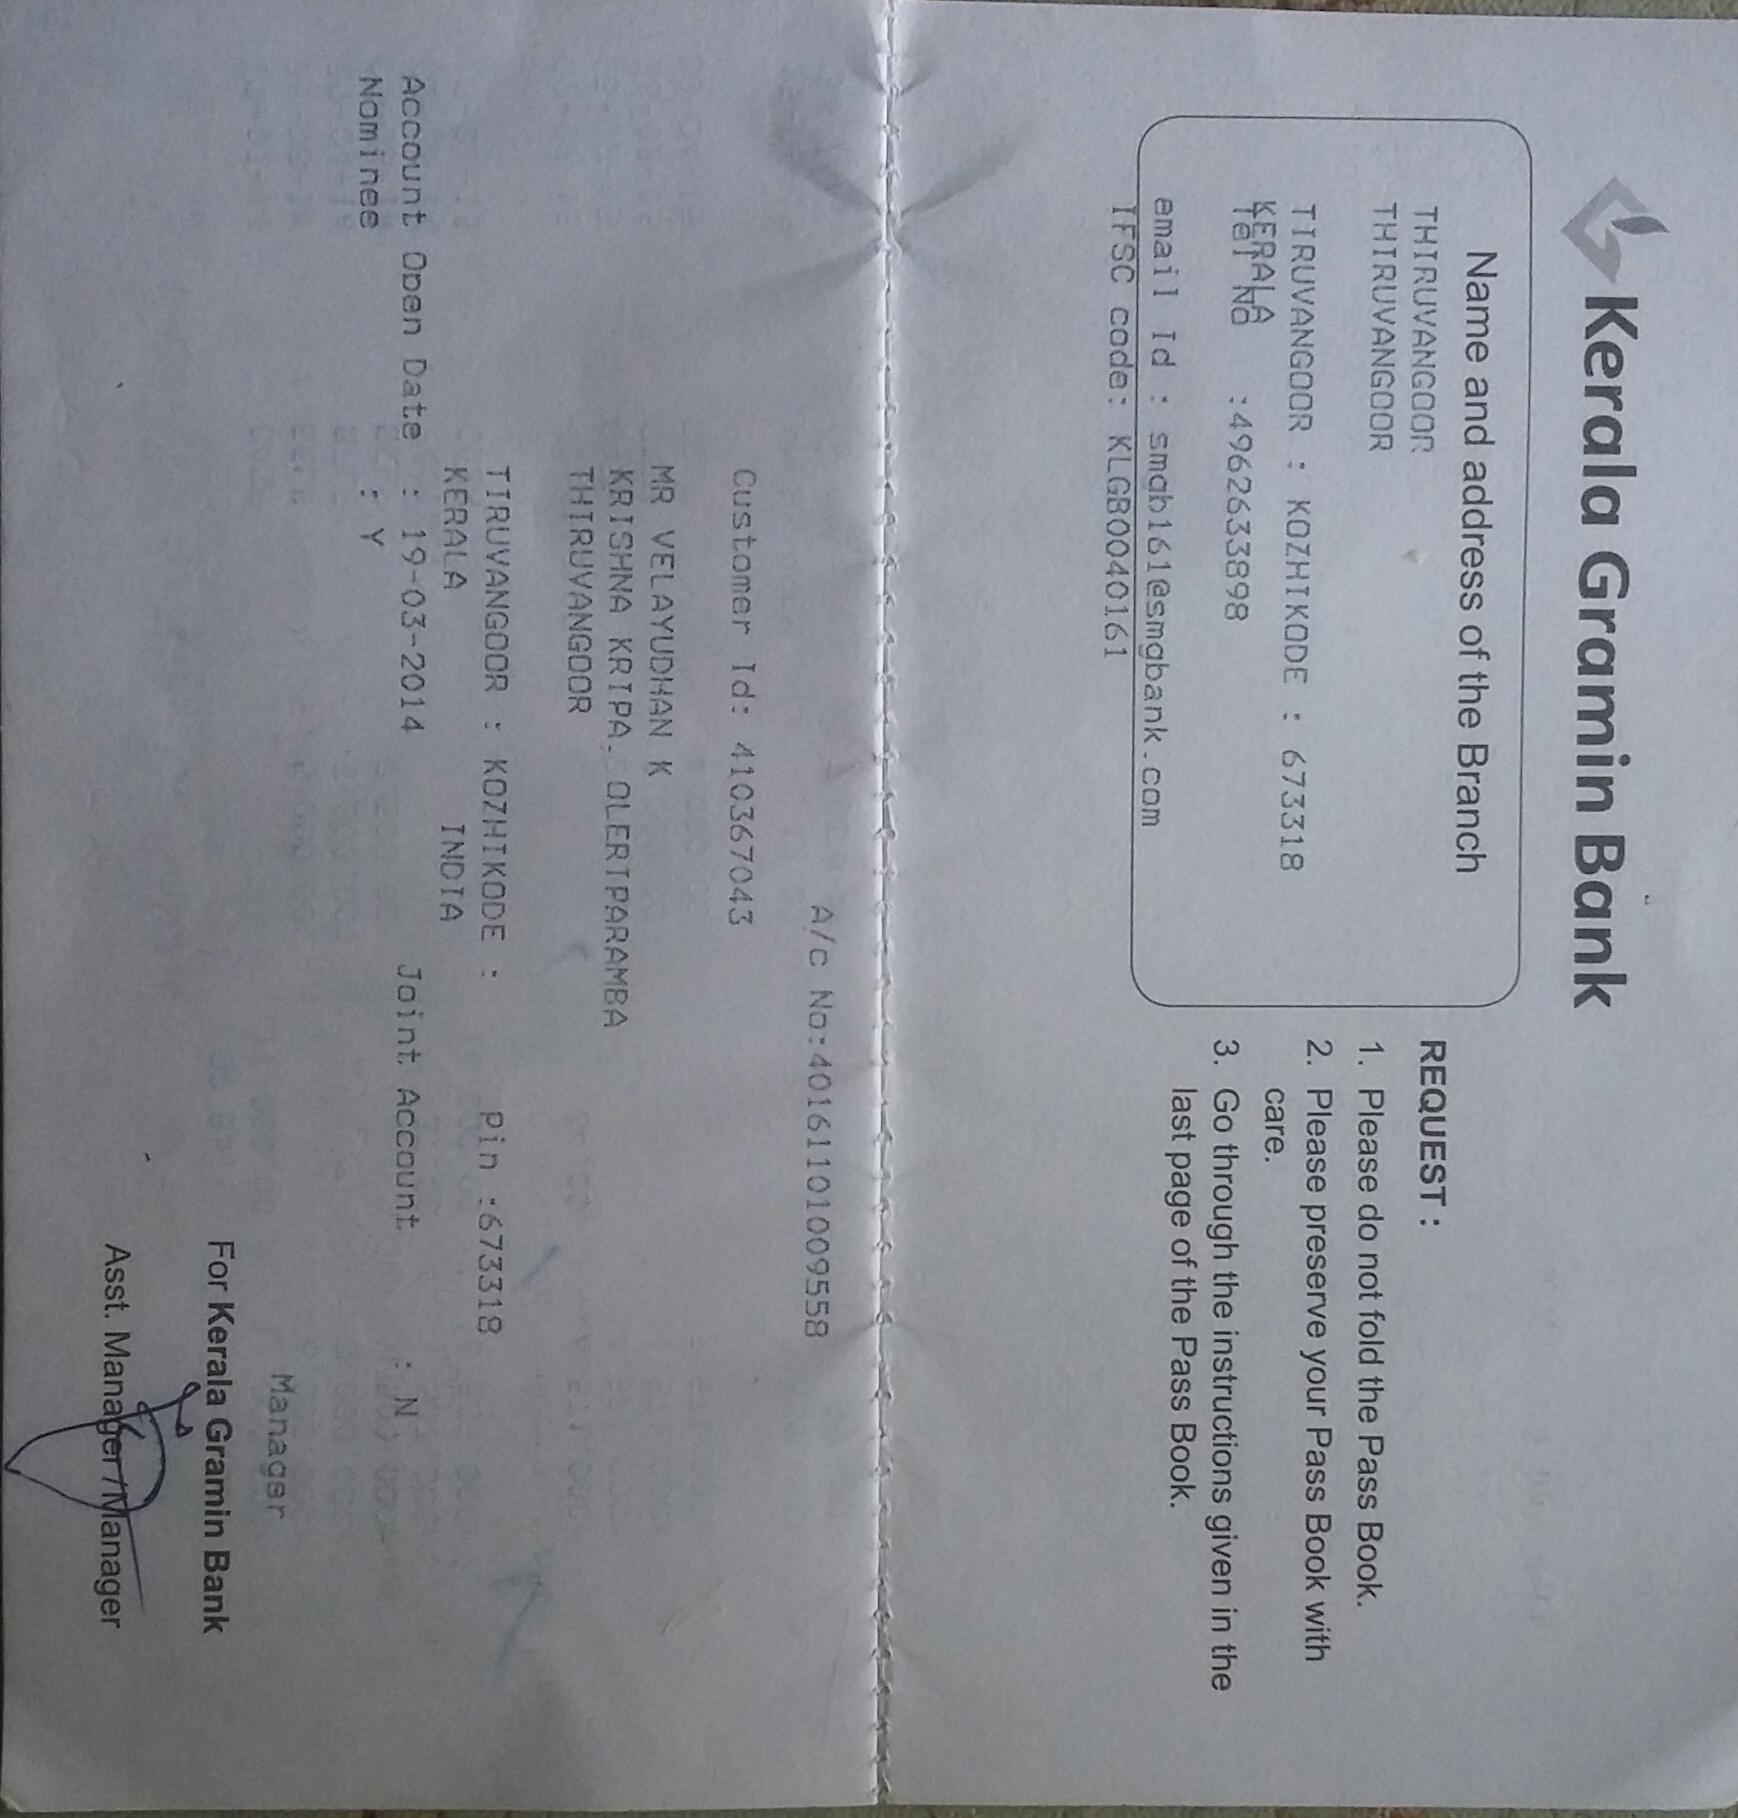 Kerala Gramin Bank
Name and address of the Branch
THIRUVANGOOR
THIRUVANGOOR
TIRUVANGOOR : KOZHIKODE : 673318
KERALA
Tel No :4962633898
email Id : smgb161@smgbank.com
IFSC code: KLGB0040161
REQUEST :
1. Please do not fold the Pass Book.
2. Please preserve your Pass Book with
care.
3. Go through the instructions given in the
last page of the Pass Book.
A/c No:40161101009558
Customer Id: 410367043
MR VELAYUDHAN K
KRISHNA KRIPA. OLERIPARAMBA
THIRUVANGOOR
TIRUVANGOOR : KOZHIKODE : Pin :673318
KERALA INDIA
Account Open Date : 19-03-2014 Joint Account : N
Nominee : Y
Manager
For Kerala Gramin Bank
Asst. Manager / Manager